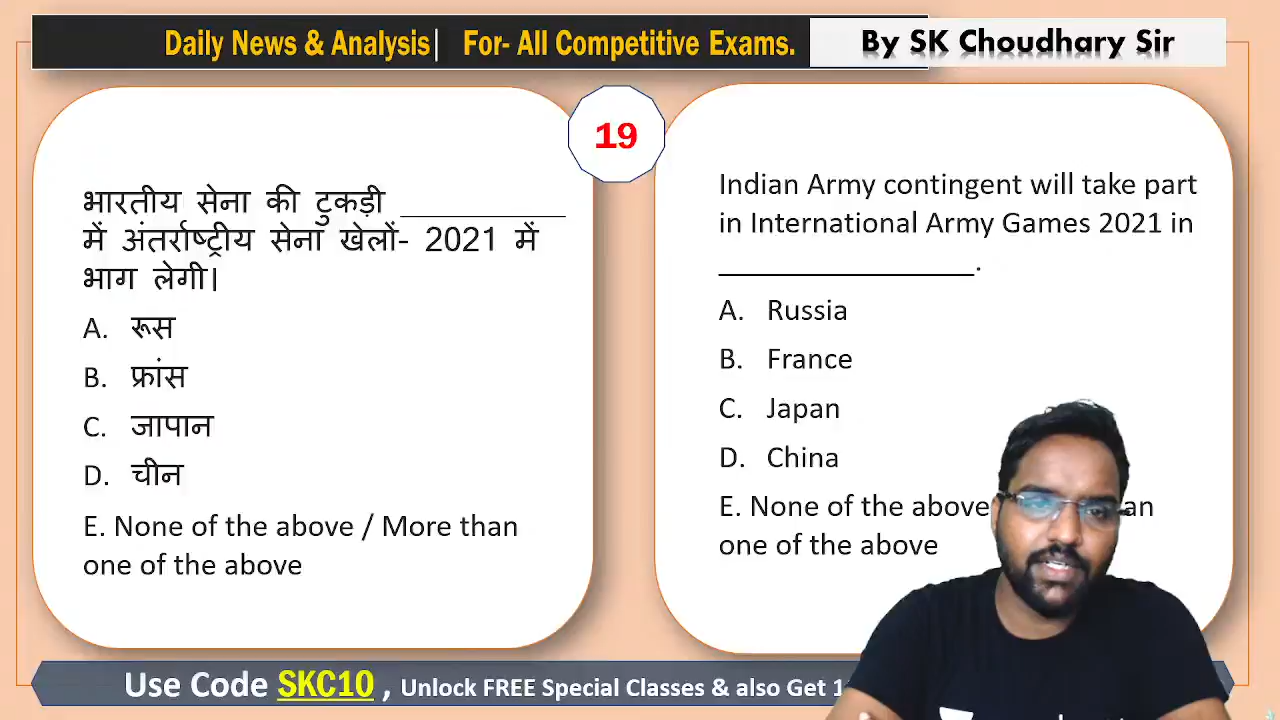 Daily News & Analysis| For- All Competitive Exams.
By SK Choudhary Sir
19
भारतीय सेना की टुकड़ी ___________
में अंतर्राष्ट्रीय सेना खेलों- 2021 में
भाग लेगी।
A. रूस
B. फ्रांस
C. जापान
D. चीन
E. None of the above / More than
one of the above
Indian Army contingent will take part
in International Army Games 2021 in
_________________.
A. Russia
B. France
C. Japan
D. China
E. None of the above
one of the above
Use Code SKC10 , Unlock FREE Special Classes & also Get